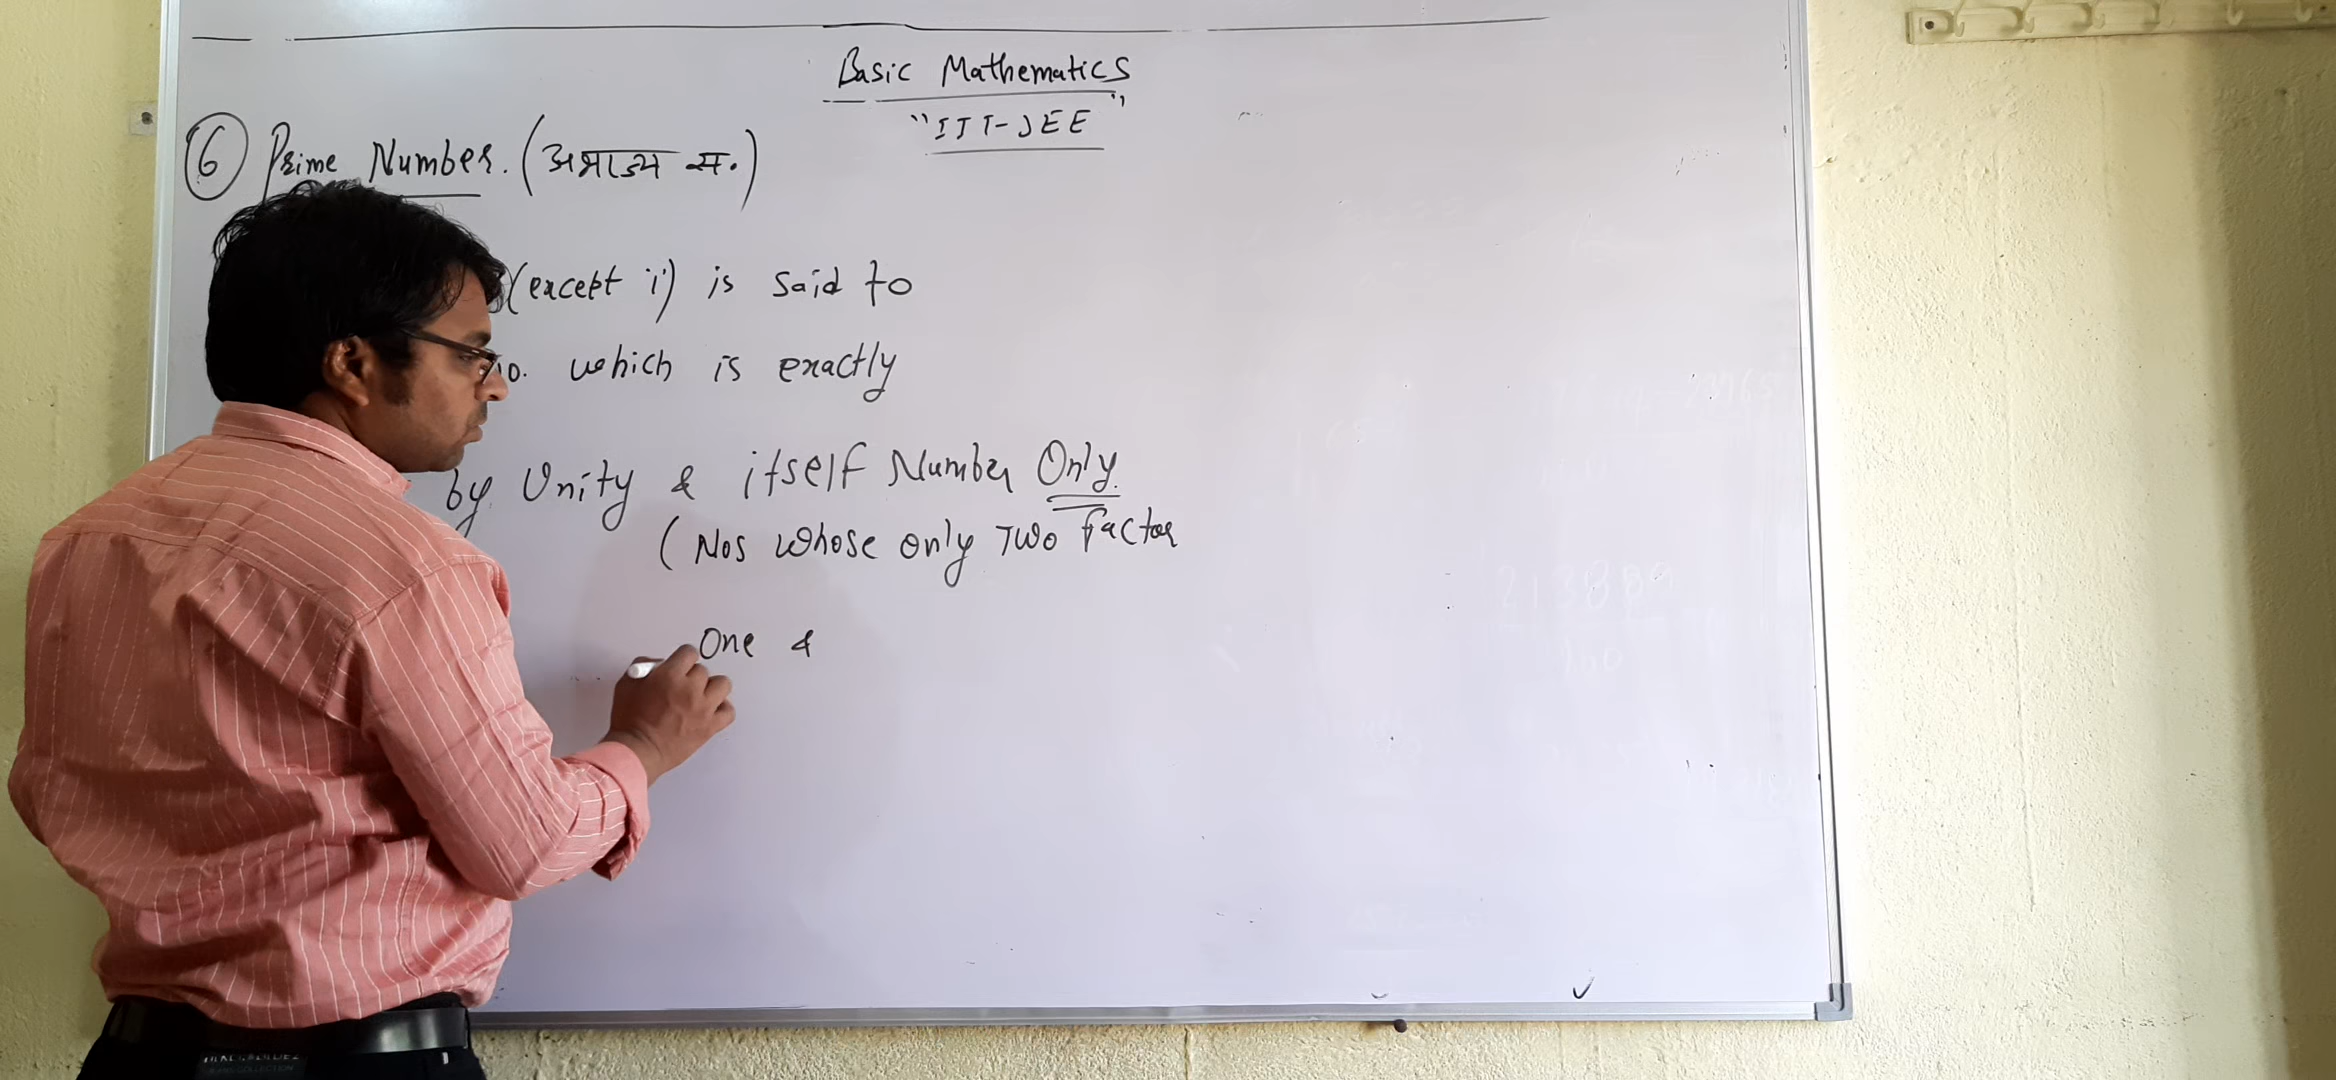 Basic Mathematics
"IIT-JEE"
6 Prime Number. (अभाज्य स.)
(except '1') is said to
no. which is exactly
by Unity & itself Number Only.
(Nos whose only Two factor
One &